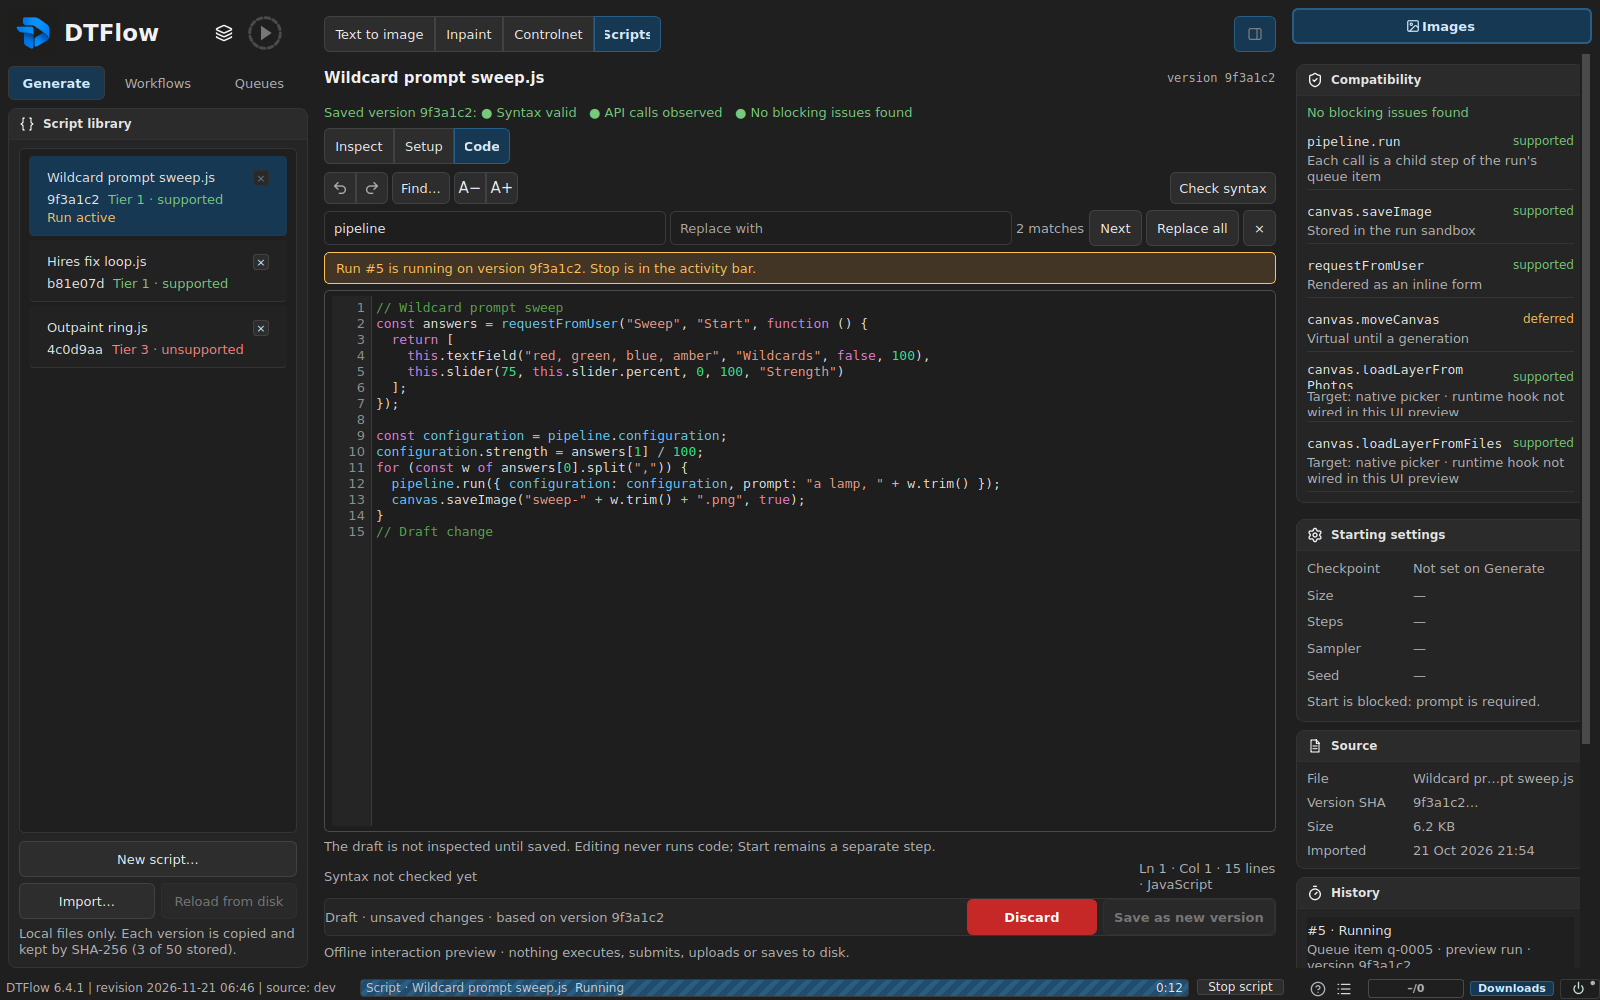 DTFlow
Generate
Workflows
Queues
Script library
Wildcard prompt sweep.js
×
9f3a1c2 Tier 1 · supported
Run active
Hires fix loop.js
×
b81e07d Tier 1 · supported
Outpaint ring.js
×
4c0d9aa Tier 3 · unsupported
New script...
Import...
Reload from disk
Local files only. Each version is copied and
kept by SHA-256 (3 of 50 stored).
Text to image
Inpaint
Controlnet
Scripts
Wildcard prompt sweep.js
version 9f3a1c2
Saved version 9f3a1c2: ● Syntax valid ● API calls observed ● No blocking issues found
Inspect
Setup
Code
Find...
A−
A+
Check syntax
pipeline
Replace with
2 matches
Next
Replace all
×
Run #5 is running on version 9f3a1c2. Stop is in the activity bar.
1 // Wildcard prompt sweep
2 const answers = requestFromUser("Sweep", "Start", function () {
3 return [
4 this.textField("red, green, blue, amber", "Wildcards", false, 100),
5 this.slider(75, this.slider.percent, 0, 100, "Strength")
6 ];
7 });
8
9 const configuration = pipeline.configuration;
10 configuration.strength = answers[1] / 100;
11 for (const w of answers[0].split(",")) {
12 pipeline.run({ configuration: configuration, prompt: "a lamp, " + w.trim() });
13 canvas.saveImage("sweep-" + w.trim() + ".png", true);
14 }
15 // Draft change
The draft is not inspected until saved. Editing never runs code; Start remains a separate step.
Syntax not checked yet
Ln 1 · Col 1 · 15 lines
· JavaScript
Draft · unsaved changes · based on version 9f3a1c2
Discard
Save as new version
Offline interaction preview · nothing executes, submits, uploads or saves to disk.
Images
Compatibility
No blocking issues found
pipeline.run supported
Each call is a child step of the run's
queue item
canvas.saveImage supported
Stored in the run sandbox
requestFromUser supported
Rendered as an inline form
canvas.moveCanvas deferred
Virtual until a generation
canvas.loadLayerFrom
Photos
supported
Target: native picker · runtime hook not
wired in this UI preview
canvas.loadLayerFromFiles supported
Target: native picker · runtime hook not
wired in this UI preview
Starting settings
Checkpoint Not set on Generate
Size —
Steps —
Sampler —
Seed —
Start is blocked: prompt is required.
Source
File Wildcard pr...pt sweep.js
Version SHA 9f3a1c2...
Size 6.2 KB
Imported 21 Oct 2026 21:54
History
#5 · Running
Queue item q-0005 · preview run ·
version 9f3a1c2
DTFlow 6.4.1 | revision 2026-11-21 06:46 | source: dev
Script · Wildcard prompt sweep.js Running
0:12
Stop script
-/0
Downloads